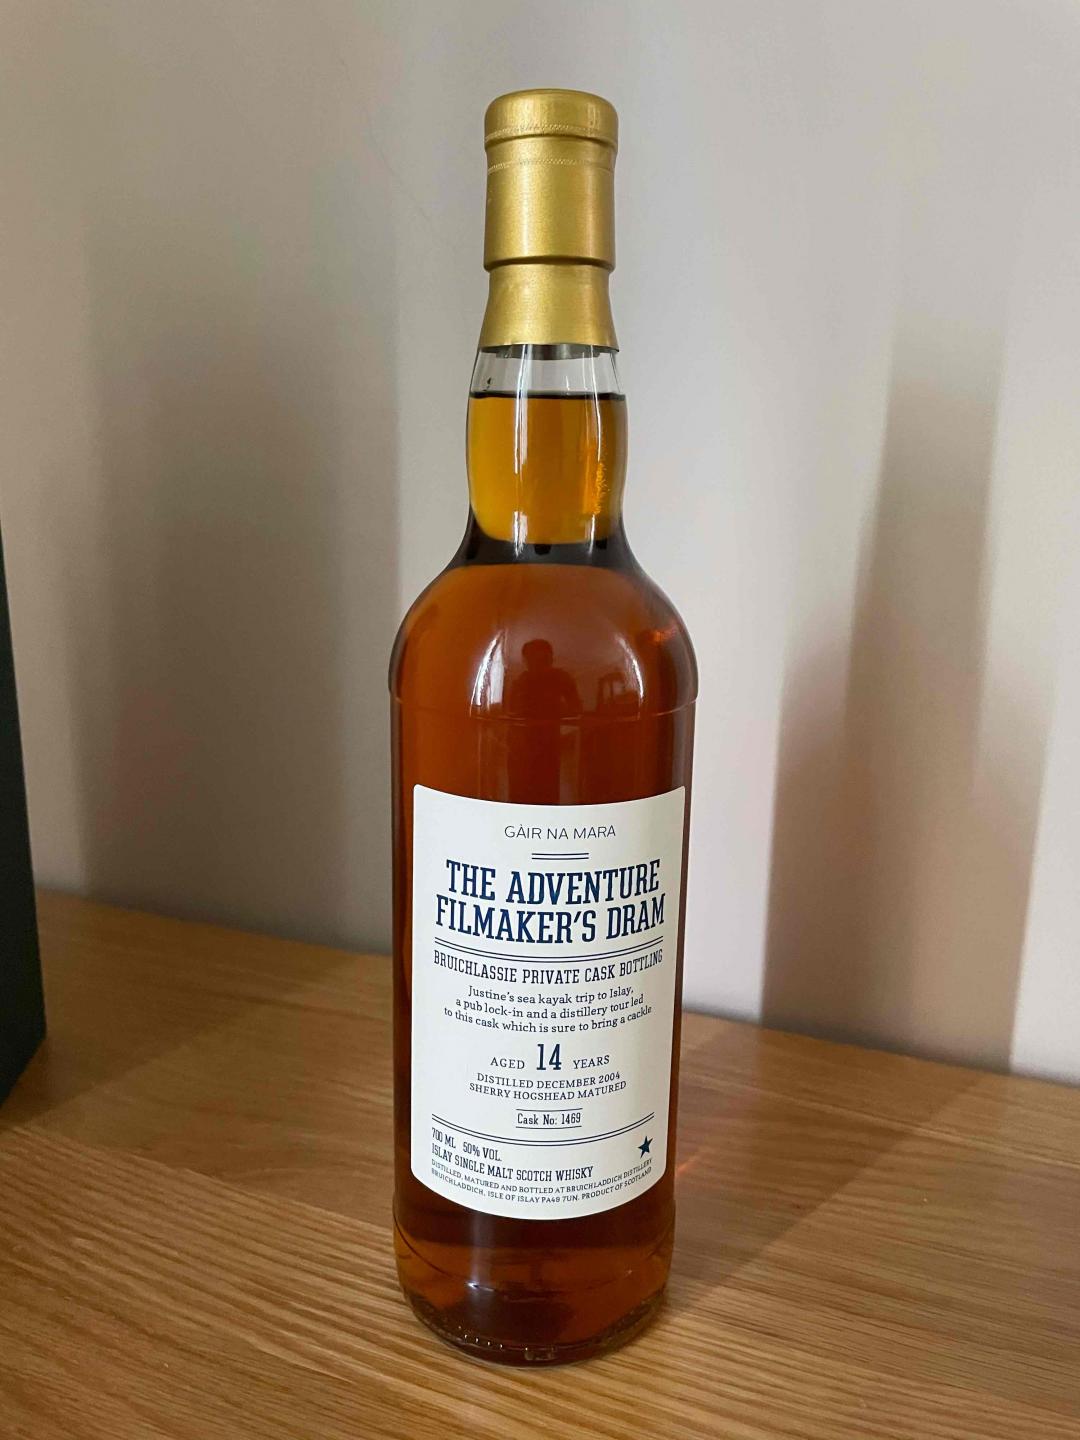 GÀIR NA MARA
THE ADVENTURE
FILMAKER'S DRAM
BRUICHLASSIE PRIVATE CASK BOTTLING
Justine's sea kayak trip to Islay,
a pub lock-in and a distillery tour led
to this cask which is sure to bring a cackle
AGED 14 YEARS
DISTILLED DECEMBER 2004
SHERRY HOGSHEAD MATURED
Cask No: 1469
700 ML 50% VOL.
ISLAY SINGLE MALT SCOTCH WHISKY
DISTILLED, MATURED AND BOTTLED AT BRUICHLADDICH DISTILLERY
BRUICHLADDICH, ISLE OF ISLAY PA49 7UN. PRODUCT OF SCOTLAND